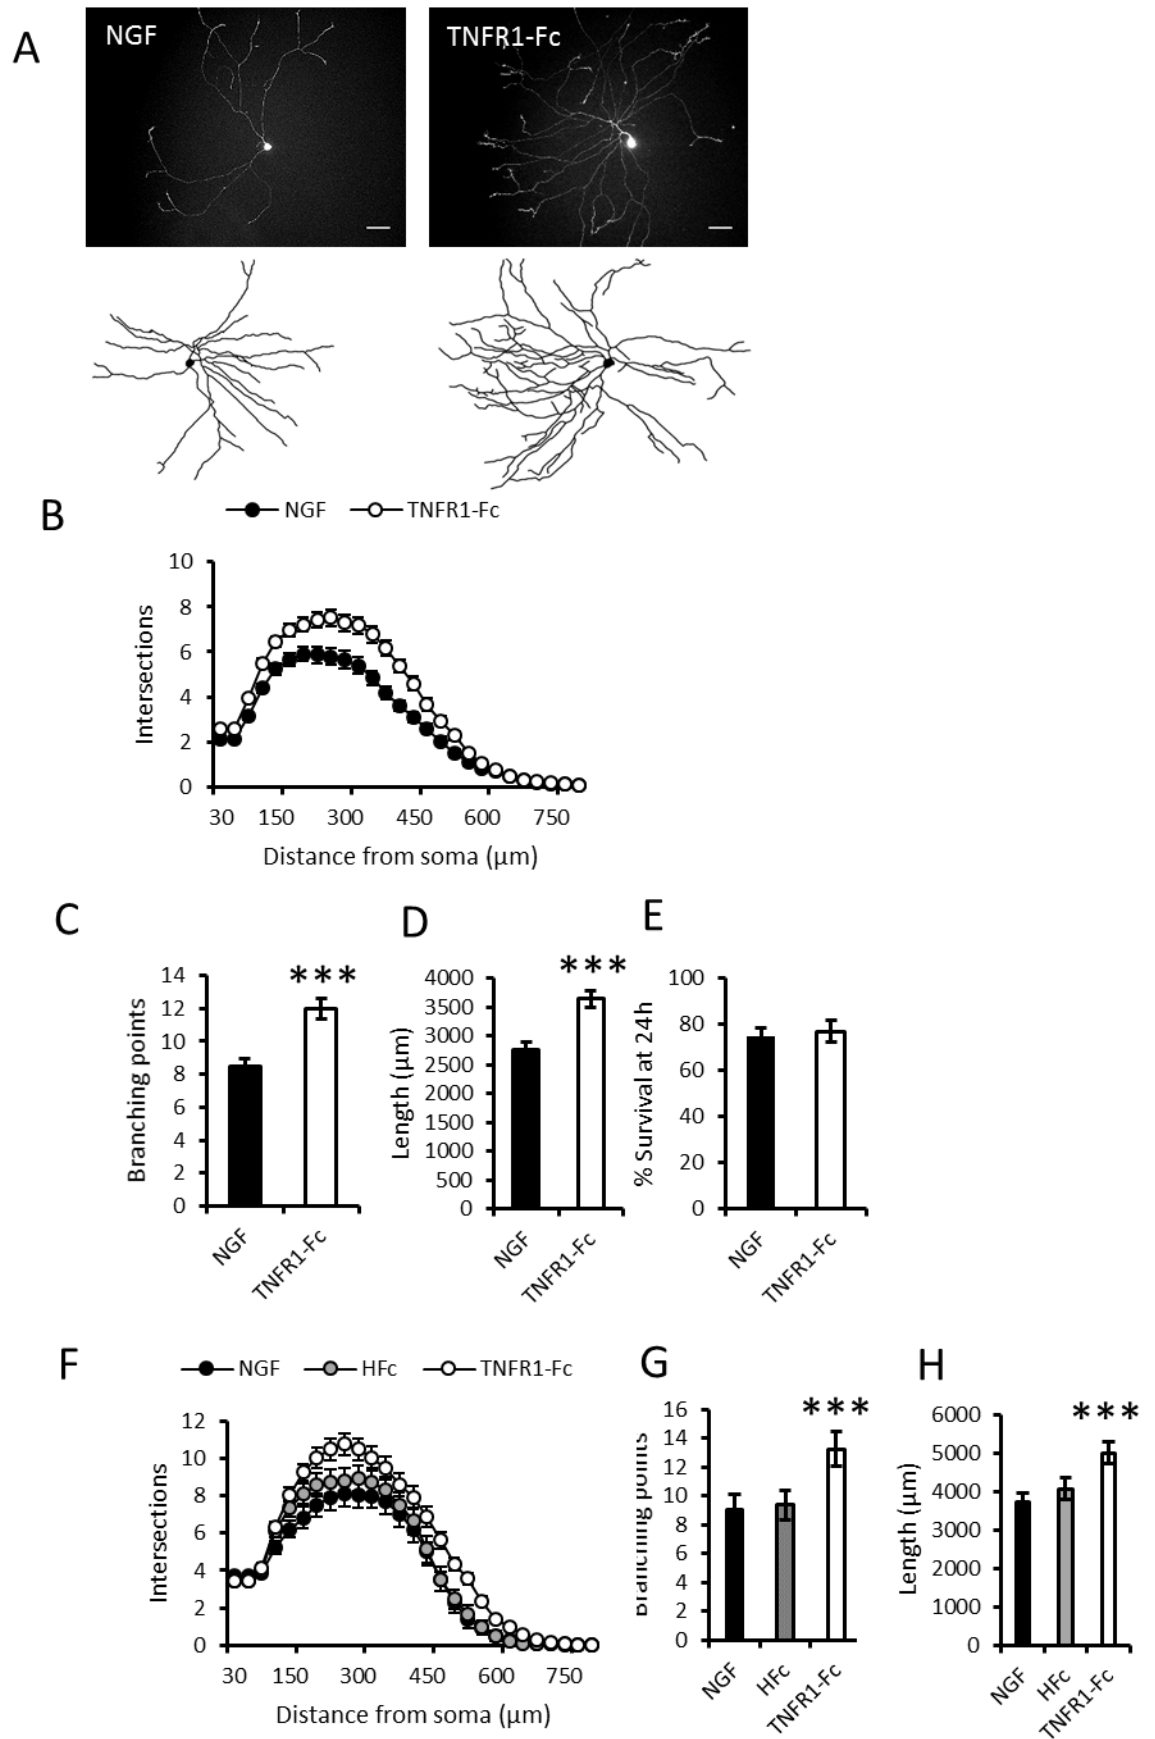 A
NGF
TNFR1-Fc
B
NGF
TNFR1-Fc
10
8
6
4
2
0
Intersections
30 150 300 450 600 750
Distance from soma (µm)
C
***
14
12
10
8
6
4
2
0
Branching points
NGF
TNFR1-Fc
D
***
4000
3500
3000
2500
2000
1500
1000
500
0
Length (µm)
NGF
TNFR1-Fc
E
100
80
60
40
20
0
% Survival at 24h
NGF
TNFR1-Fc
F
NGF
HFc
TNFR1-Fc
12
10
8
6
4
2
0
Intersections
30 150 300 450 600 750
Distance from soma (µm)
G
***
16
14
12
10
8
6
4
2
0
Branching points
NGF
HFc
TNFR1-Fc
H
***
6000
5000
4000
3000
2000
1000
0
Length (µm)
NGF
HFc
TNFR1-Fc